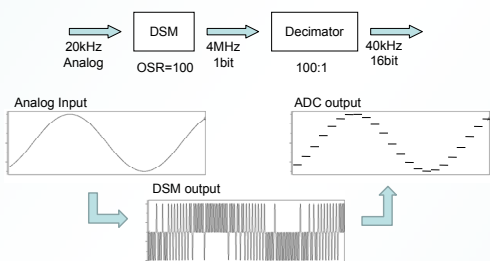 DSM
Decimator
20kHz
Analog
4MHz
1bit
40kHz
16bit
OSR=100
100:1
Analog Input
ADC output
DSM output